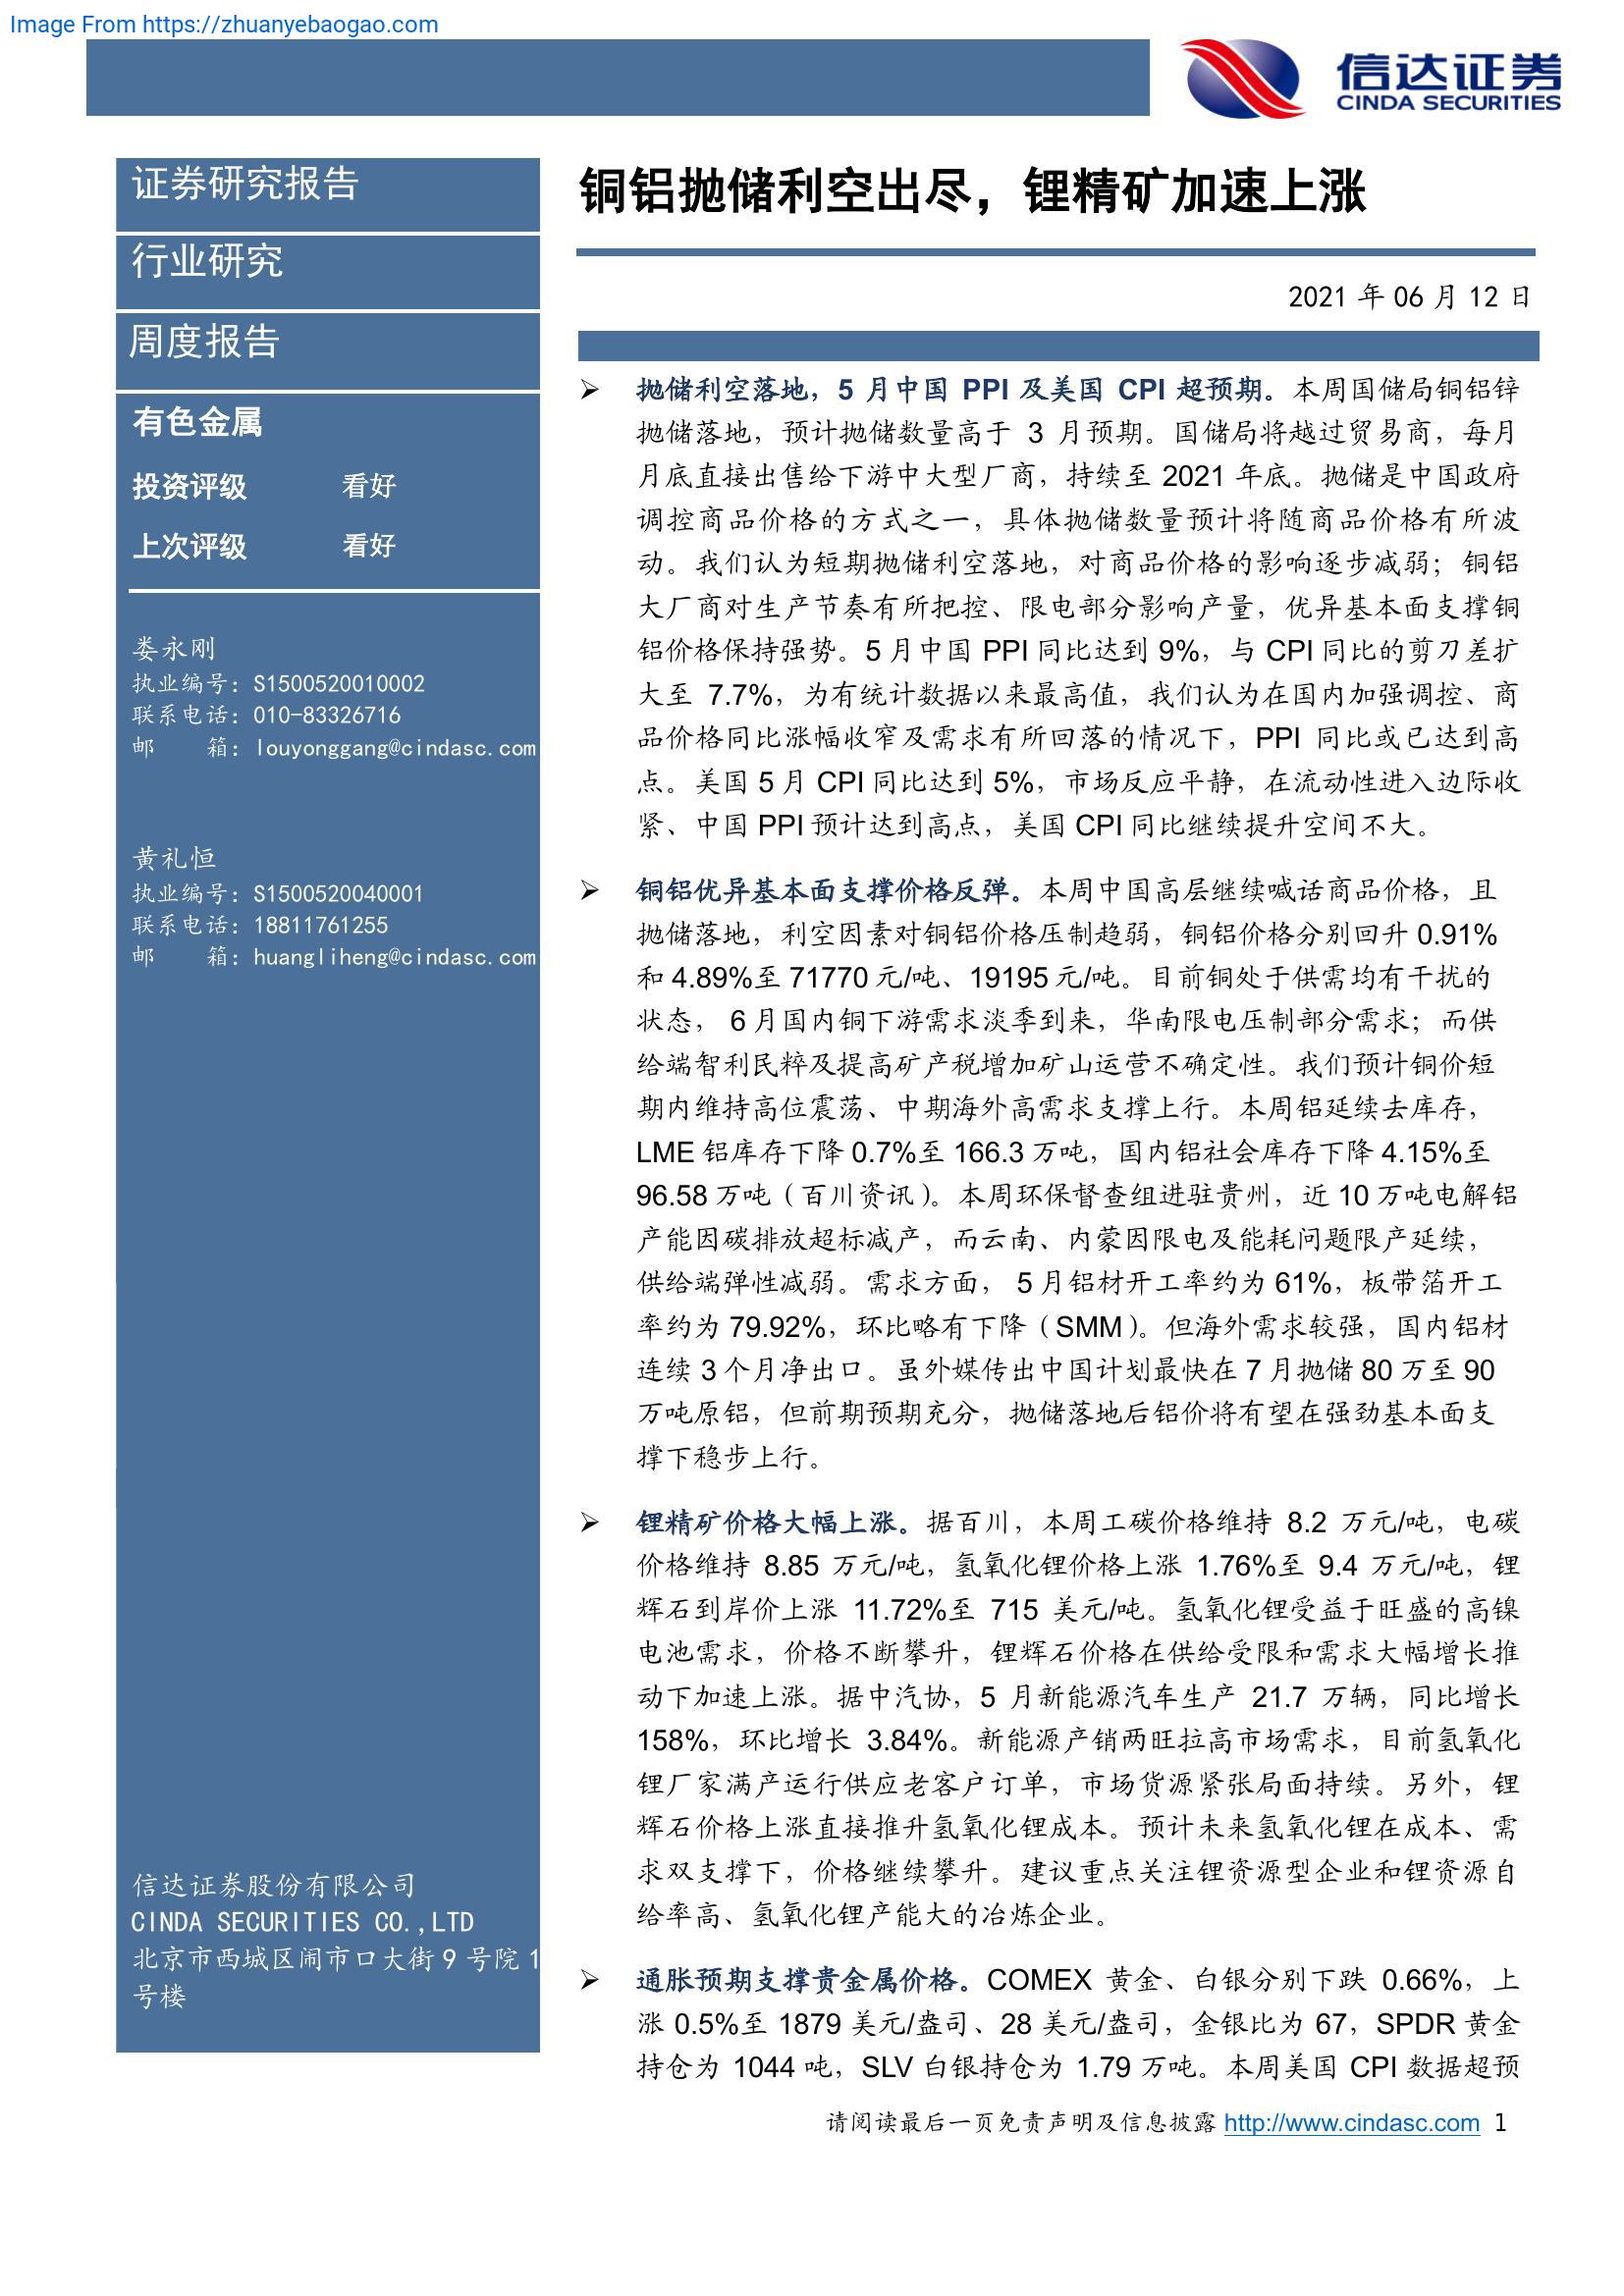 Image From https://zhuanyebaogao.com
信达证券
CINDA SECURITIES
证券研究报告
行业研究
周度报告
有色金属
投资评级 看好
上次评级 看好
娄永刚
执业编号：S1500520010002
联系电话：010-83326716
邮 箱：louyonggang@cindasc.com
黄礼恒
执业编号：S1500520040001
联系电话：18811761255
邮 箱：huangliheng@cindasc.com
信达证券股份有限公司
CINDA SECURITIES CO.,LTD
北京市西城区闹市口大街9号院1
号楼
铜铝抛储利空出尽，锂精矿加速上涨
2021 年 06 月 12 日
➢ 抛储利空落地，5 月中国 PPI 及美国 CPI 超预期。本周国储局铜铝锌
抛储落地，预计抛储数量高于 3 月预期。国储局将越过贸易商，每月
月底直接出售给下游中大型厂商，持续至 2021 年底。抛储是中国政府
调控商品价格的方式之一，具体抛储数量预计将随商品价格有所波
动。我们认为短期抛储利空落地，对商品价格的影响逐步减弱；铜铝
大厂商对生产节奏有所把控、限电部分影响产量，优异基本面支撑铜
铝价格保持强势。5 月中国 PPI 同比达到 9%，与 CPI 同比的剪刀差扩
大至 7.7%，为有统计数据以来最高值，我们认为在国内加强调控、商
品价格同比涨幅收窄及需求有所回落的情况下，PPI 同比或已达到高
点。美国 5 月 CPI 同比达到 5%，市场反应平静，在流动性进入边际收
紧、中国 PPI 预计达到高点，美国 CPI 同比继续提升空间不大。
➢ 铜铝优异基本面支撑价格反弹。本周中国高层继续喊话商品价格，且
抛储落地，利空因素对铜铝价格压制趋弱，铜铝价格分别回升 0.91%
和 4.89%至 71770 元/吨、19195 元/吨。目前铜处于供需均有干扰的
状态， 6 月国内铜下游需求淡季到来，华南限电压制部分需求；而供
给端智利民粹及提高矿产税增加矿山运营不确定性。我们预计铜价短
期内维持高位震荡、中期海外高需求支撑上行。本周铝延续去库存，
LME 铝库存下降 0.7%至 166.3 万吨，国内铝社会库存下降 4.15%至
96.58 万吨（百川资讯）。本周环保督查组进驻贵州，近 10 万吨电解铝
产能因碳排放超标减产，而云南、内蒙因限电及能耗问题限产延续，
供给端弹性减弱。需求方面， 5 月铝材开工率约为 61%，板带箔开工
率约为 79.92%，环比略有下降（SMM）。但海外需求较强，国内铝材
连续 3 个月净出口。虽外媒传出中国计划最快在 7 月抛储 80 万至 90
万吨原铝，但前期预期充分，抛储落地后铝价将有望在强劲基本面支
撑下稳步上行。
➢ 锂精矿价格大幅上涨。据百川，本周工碳价格维持 8.2 万元/吨，电碳
价格维持 8.85 万元/吨，氢氧化锂价格上涨 1.76%至 9.4 万元/吨，锂
辉石到岸价上涨 11.72%至 715 美元/吨。氢氧化锂受益于旺盛的高镍
电池需求，价格不断攀升，锂辉石价格在供给受限和需求大幅增长推
动下加速上涨。据中汽协，5 月新能源汽车生产 21.7 万辆，同比增长
158%，环比增长 3.84%。新能源产销两旺拉高市场需求，目前氢氧化
锂厂家满产运行供应老客户订单，市场货源紧张局面持续。另外，锂
辉石价格上涨直接推升氢氧化锂成本。预计未来氢氧化锂在成本、需
求双支撑下，价格继续攀升。建议重点关注锂资源型企业和锂资源自
给率高、氢氧化锂产能大的冶炼企业。
➢ 通胀预期支撑贵金属价格。COMEX 黄金、白银分别下跌 0.66%，上
涨 0.5%至 1879 美元/盎司、28 美元/盎司，金银比为 67，SPDR 黄金
持仓为 1044 吨，SLV 白银持仓为 1.79 万吨。本周美国 CPI 数据超预
请阅读最后一页免责声明及信息披露 http://www.cindasc.com 1